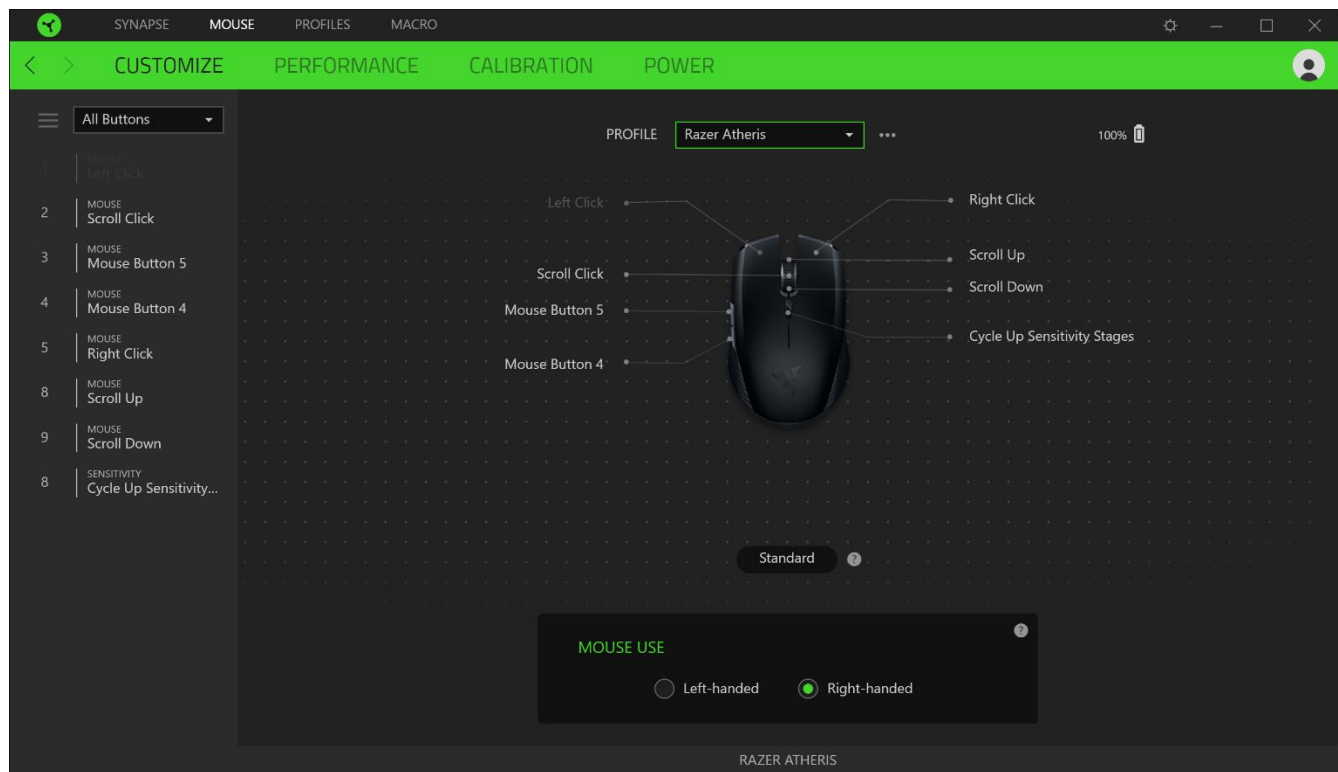 SYNAPSE MOUSE PROFILES MACRO
CUSTOMIZE PERFORMANCE CALIBRATION POWER
All Buttons
PROFILE Razer Atheris ••• 100%
1 MOUSE
Left Click
2 MOUSE
Scroll Click
3 MOUSE
Mouse Button 5
4 MOUSE
Mouse Button 4
5 MOUSE
Right Click
8 MOUSE
Scroll Up
9 MOUSE
Scroll Down
8 SENSITIVITY
Cycle Up Sensitivity...
Left Click
Scroll Click
Mouse Button 5
Mouse Button 4
Right Click
Scroll Up
Scroll Down
Cycle Up Sensitivity Stages
Standard ?
?
MOUSE USE
Left-handed Right-handed
RAZER ATHERIS